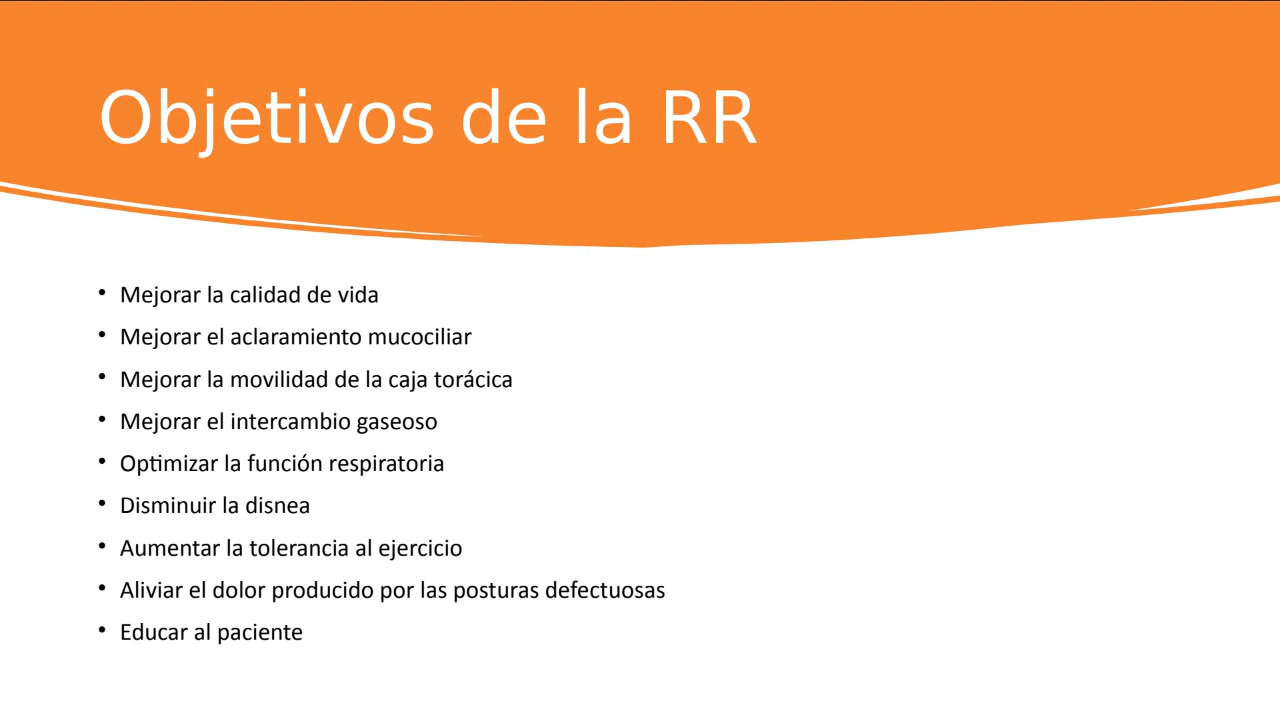 Objetivos de la RR
• Mejorar la calidad de vida
• Mejorar el aclaramiento mucociliar
• Mejorar la movilidad de la caja torácica
• Mejorar el intercambio gaseoso
• Optimizar la función respiratoria
• Disminuir la disnea
• Aumentar la tolerancia al ejercicio
• Aliviar el dolor producido por las posturas defectuosas
• Educar al paciente